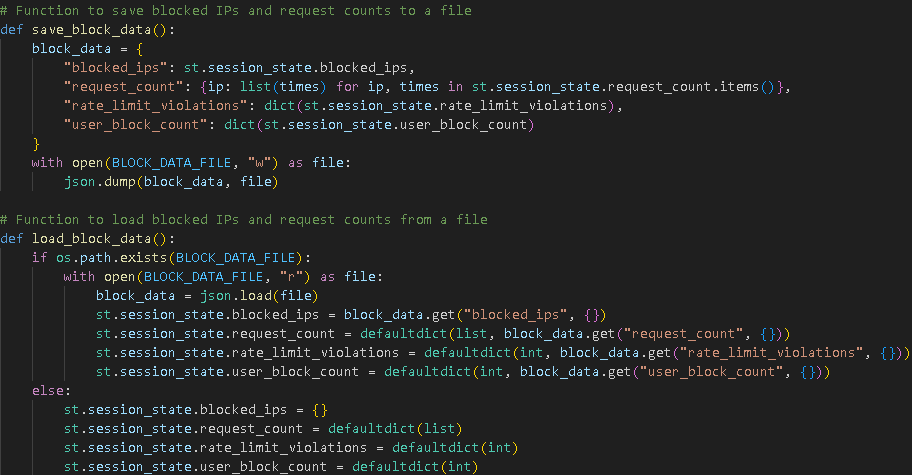 # Function to save blocked IPs and request counts to a file
def save_block_data():
    block_data = {
        "blocked_ips": st.session_state.blocked_ips,
        "request_count": {ip: list(times) for ip, times in st.session_state.request_count.items()},
        "rate_limit_violations": dict(st.session_state.rate_limit_violations),
        "user_block_count": dict(st.session_state.user_block_count)
    }
    with open(BLOCK_DATA_FILE, "w") as file:
        json.dump(block_data, file)

# Function to load blocked IPs and request counts from a file
def load_block_data():
    if os.path.exists(BLOCK_DATA_FILE):
        with open(BLOCK_DATA_FILE, "r") as file:
            block_data = json.load(file)
            st.session_state.blocked_ips = block_data.get("blocked_ips", {})
            st.session_state.request_count = defaultdict(list, block_data.get("request_count", {}))
            st.session_state.rate_limit_violations = defaultdict(int, block_data.get("rate_limit_violations", {}))
            st.session_state.user_block_count = defaultdict(int, block_data.get("user_block_count", {}))
    else:
        st.session_state.blocked_ips = {}
        st.session_state.request_count = defaultdict(list)
        st.session_state.rate_limit_violations = defaultdict(int)
        st.session_state.user_block_count = defaultdict(int)